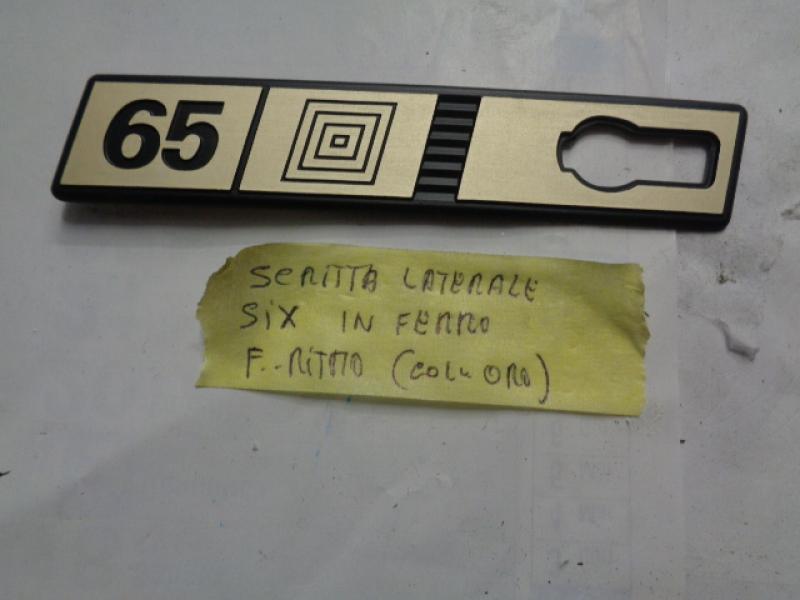 65
SCRITTA LATERALE
SiX IN FERRO
F.. RiTMO (COL. ORO)